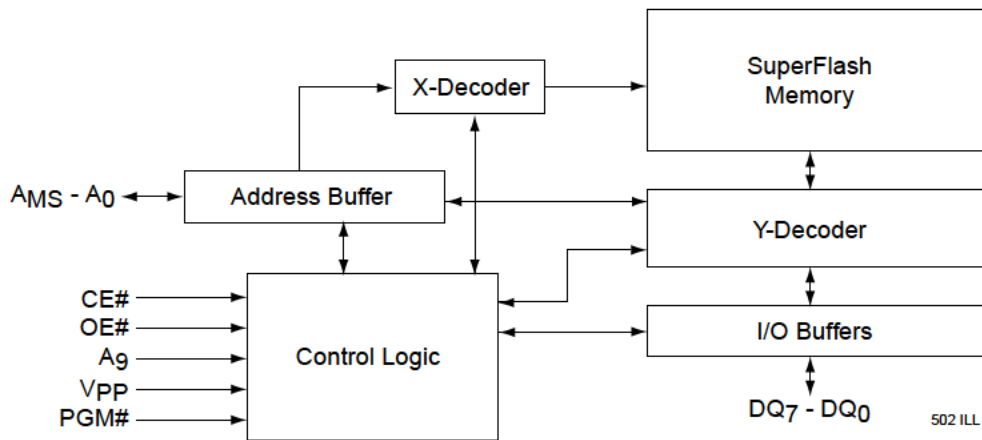 SuperFlash
Memory
X-Decoder
AMS - A0
Address Buffer
Y-Decoder
CE#
OE#
A9
VPP
PGM#
Control Logic
I/O Buffers
DQ7 - DQ0
502 ILL